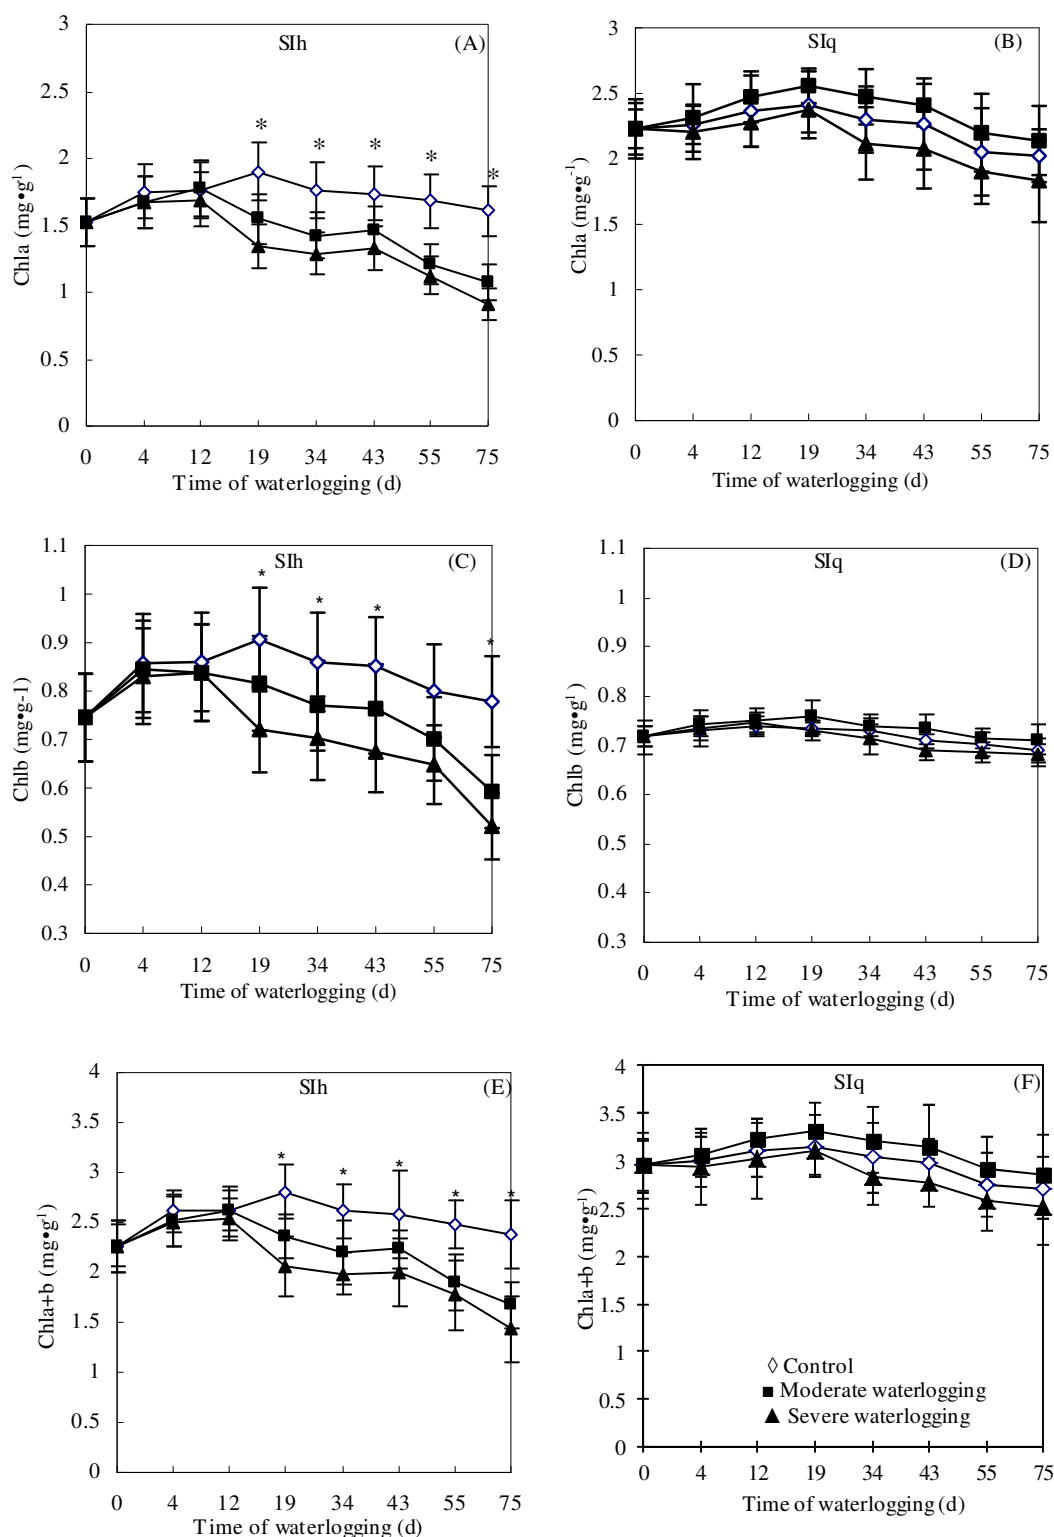 SIh (A)
3
2.5
2
1.5
1
0.5
0
Chla (mg•g-1)
* * * * *
0 4 12 19 34 43 55 75
Time of waterlogging (d)
SIq (B)
3
2.5
2
1.5
1
0.5
0
Chla (mg•g-1)
0 4 12 19 34 43 55 75
Time of waterlogging (d)
SIh (C)
1.1
1
0.9
0.8
0.7
0.6
0.5
0.4
0.3
Chlb (mg•g-1)
* * * *
0 4 12 19 34 43 55 75
Time of waterlogging (d)
SIq (D)
1.1
1
0.9
0.8
0.7
0.6
0.5
0.4
0.3
Chlb (mg•g-1)
0 4 12 19 34 43 55 75
Time of waterlogging (d)
SIh (E)
4
3.5
3
2.5
2
1.5
1
0.5
0
Chla+b (mg•g-1)
* * * * *
0 4 12 19 34 43 55 75
Time of waterlogging (d)
SIq (F)
4
3.5
3
2.5
2
1.5
1
0.5
0
Chla+b (mg•g-1)
Control
Moderate waterlogging
Severe waterlogging
0 4 12 19 34 43 55 75
Time of waterlogging (d)